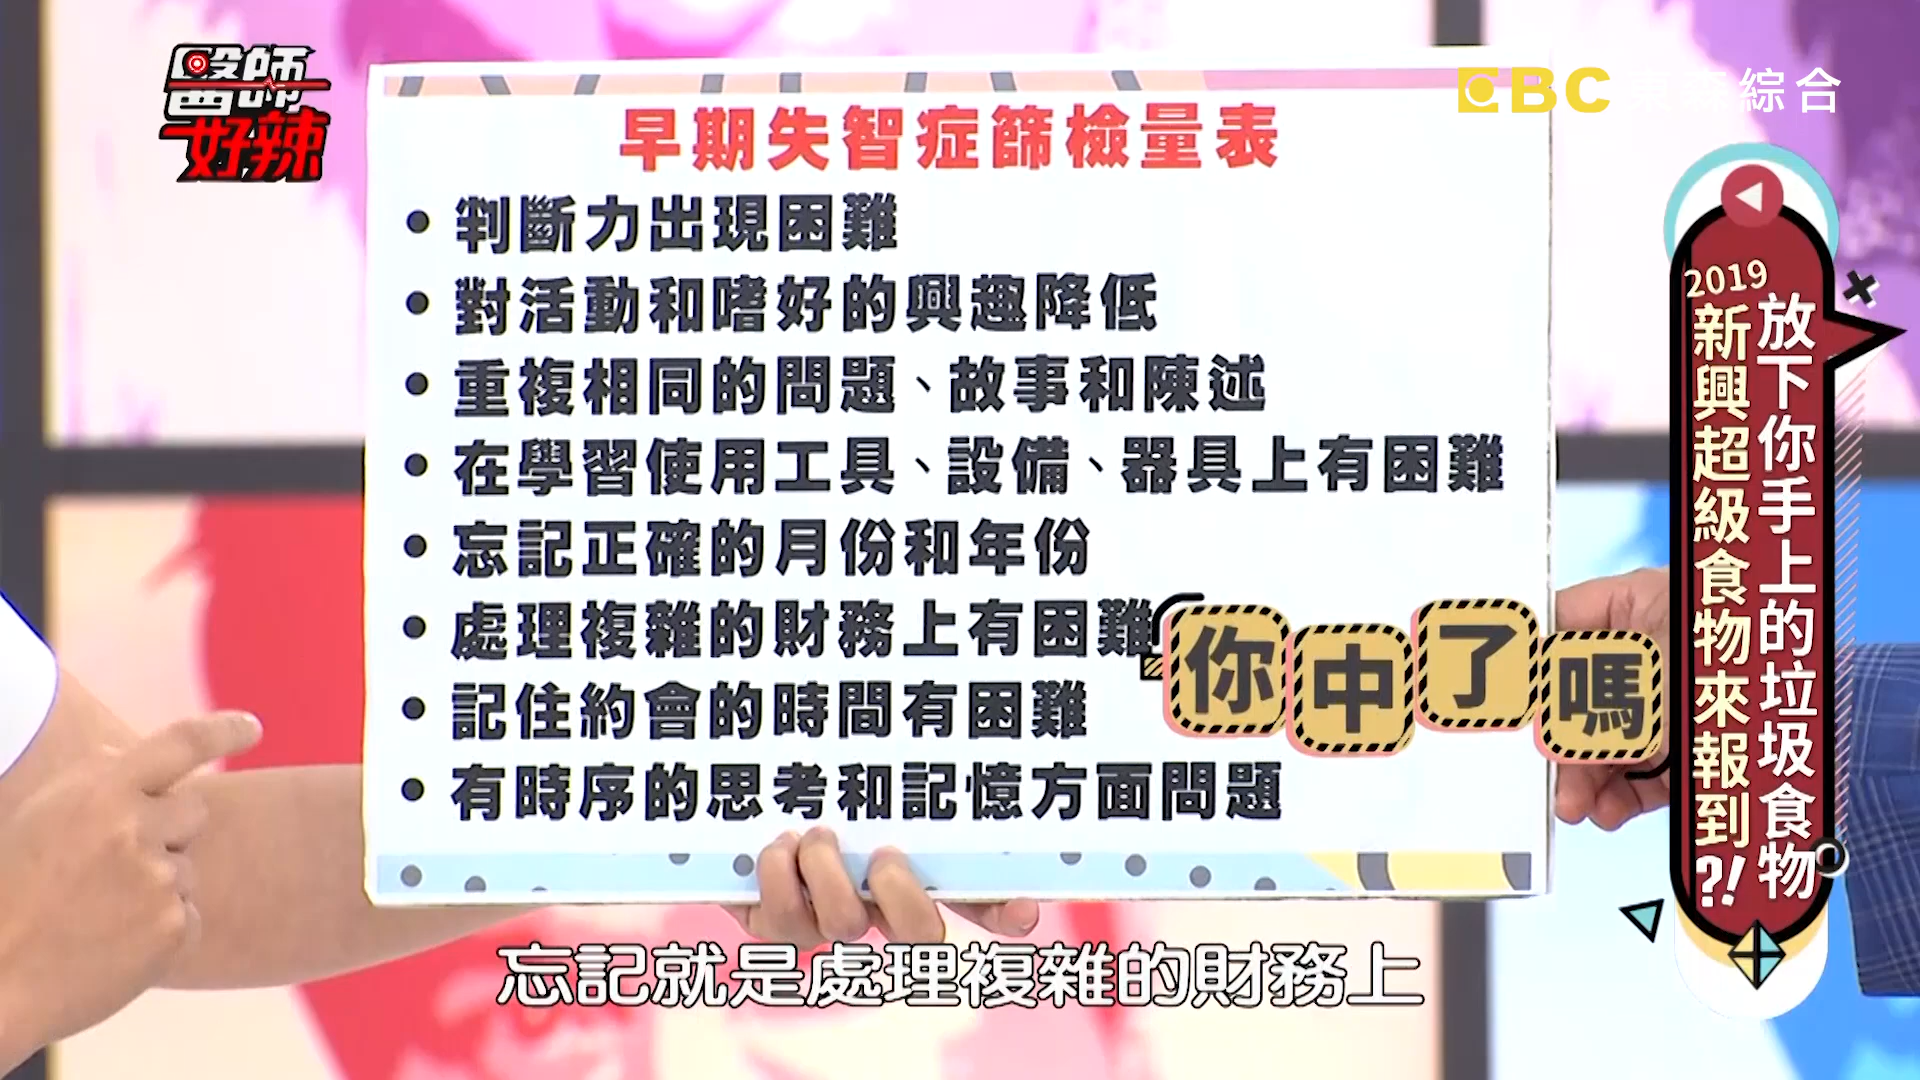 醫師
好辣
EBC 東森綜合
早期失智症篩檢量表
• 判斷力出現困難
• 對活動和嗜好的興趣降低
• 重複相同的問題、故事和陳述
• 在學習使用工具、設備、器具上有困難
• 忘記正確的月份和年份
• 處理複雜的財務上有困難
• 記住約會的時間有困難
• 有時序的思考和記憶方面問題
你中了嗎
放下你手上的垃圾食物
2019
新興超級食物來報到?!
忘記就是處理複雜的財務上